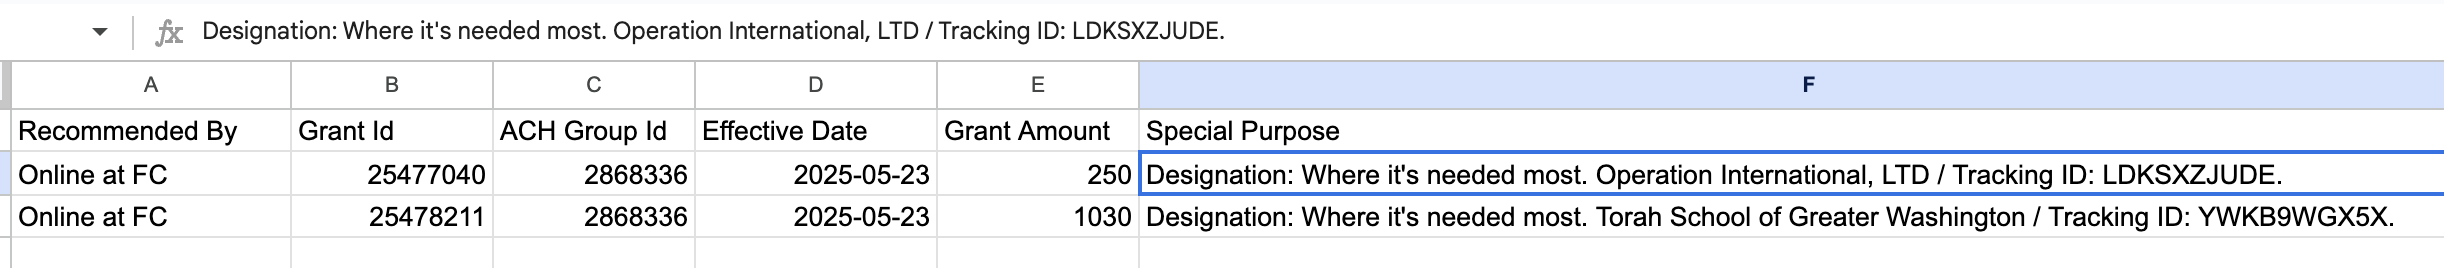 fx Designation: Where it's needed most. Operation International, LTD / Tracking ID: LDKSXZJUDE.
A B C D E F
Recommended By Grant Id ACH Group Id Effective Date Grant Amount Special Purpose
Online at FC 25477040 2868336 2025-05-23 250 Designation: Where it's needed most. Operation International, LTD / Tracking ID: LDKSXZJUDE.
Online at FC 25478211 2868336 2025-05-23 1030 Designation: Where it's needed most. Torah School of Greater Washington / Tracking ID: YWKB9WGX5X.